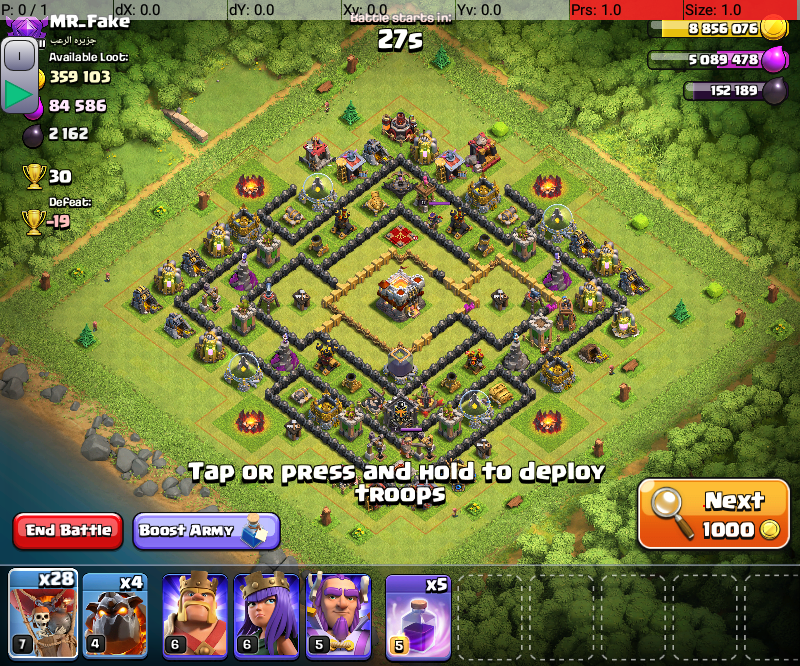 P: 0 / 1 dX: 0.0 dY: 0.0 Xy: 0.0 Yv: 0.0 Prs: 1.0 Size: 1.0
MR_Fake
جزيره الرعب
Battle starts in:
27s
8 856 076
5 089 478
152 189
Available Loot:
359 103
84 586
2 162
30
Defeat:
-19
Tap or press and hold to deploy
troops
End Battle
Boost Army
Next
1000
x28
x4
x5
7
4
6
6
5
5